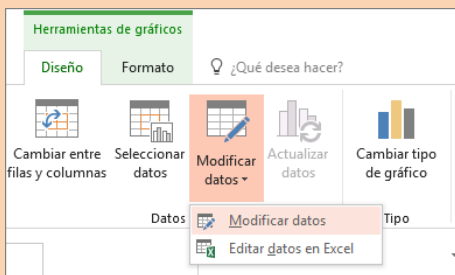 Herramientas de gráficos
Diseño Formato ¿Qué desea hacer?
Cambiar entre filas y columnas
Seleccionar datos
Modificar datos
Actualizar datos
Cambiar tipo de gráfico
Datos Tipo
Modificar datos
Editar datos en Excel